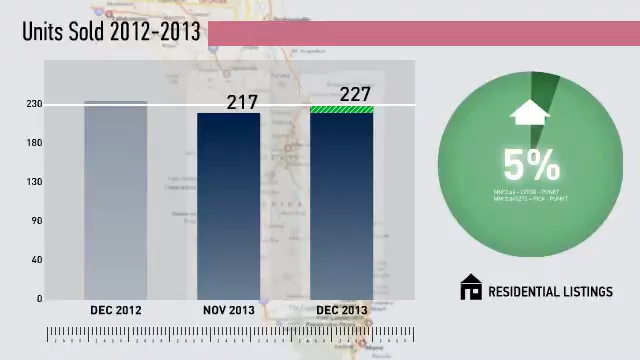 Units Sold 2012-2013
230
180
130
90
40
0
217
227
DEC 2012
NOV 2013
DEC 2013
5%
RESIDENTIAL LISTINGS